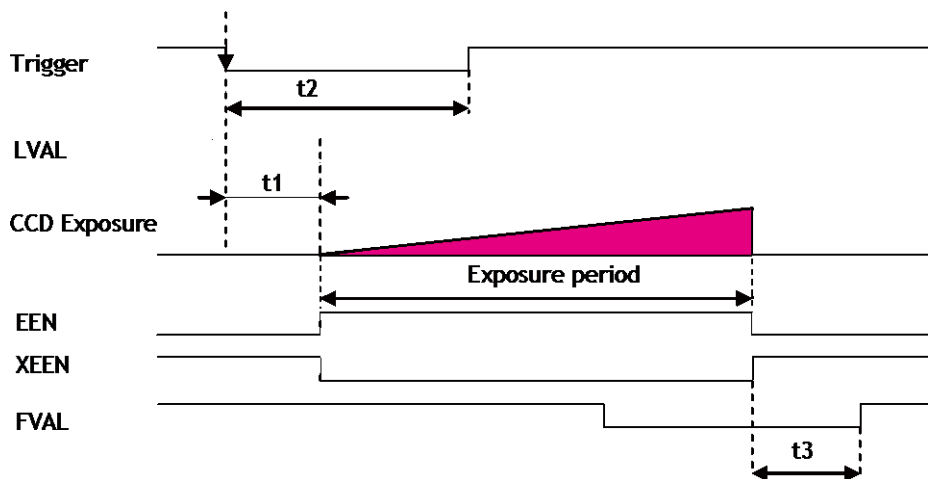 Trigger
t2
LVAL
t1
CCD Exposure
Exposure period
EEN
XEEN
FVAL
t3